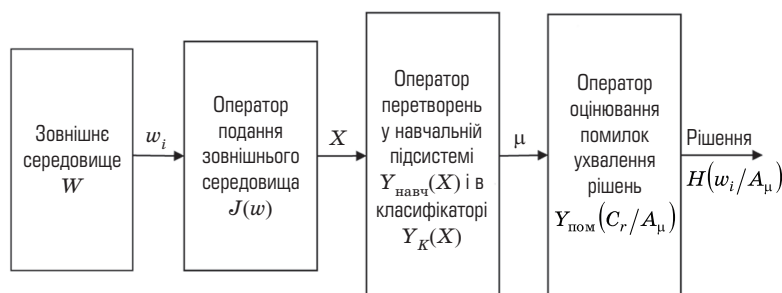 Зовнішнє
середовище
W
w_i
Оператор
подання
зовнішнього
середовища
J(w)
X
Оператор
перетворень
у навчальній
підсистемі
Y_навч(X) і в
класифікаторі
Y_K(X)
μ
Оператор
оцінювання
помилок
ухвалення
рішень
Y_пом(C_r/A_μ)
Рішення
H(w_i/A_μ)